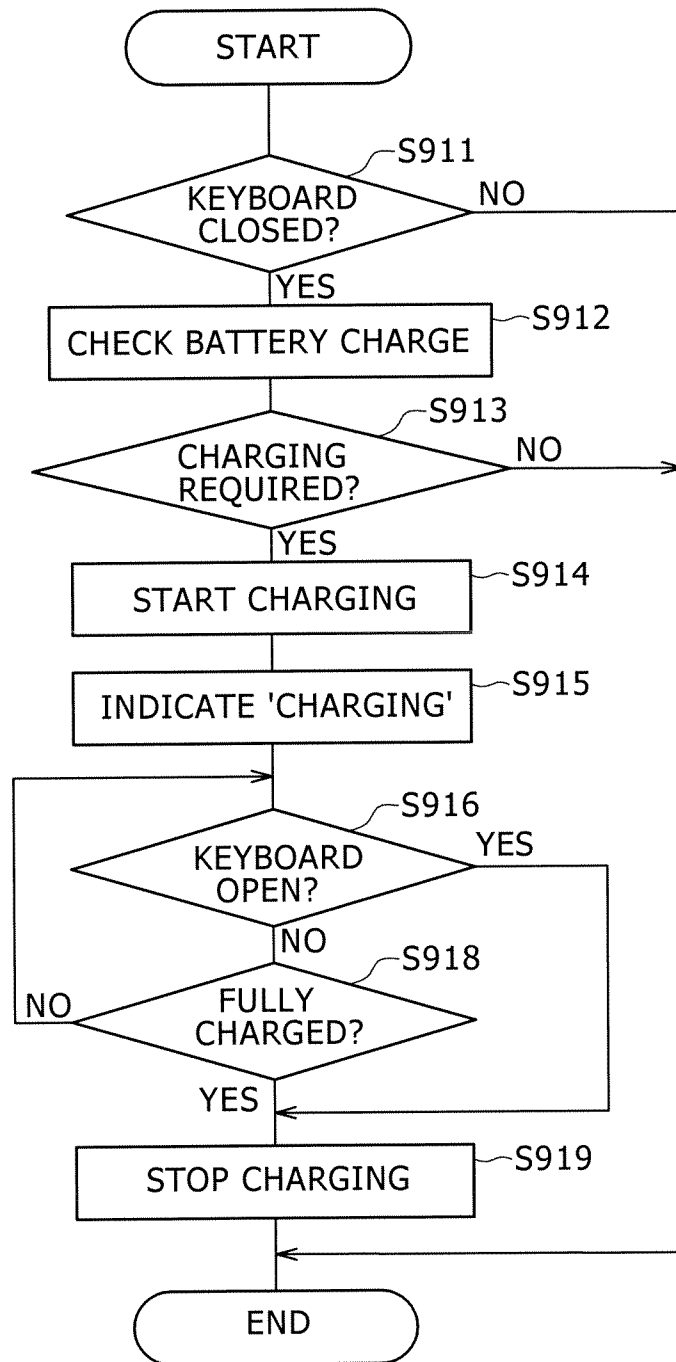 START
S911
KEYBOARD
CLOSED?
NO
YES
S912
CHECK BATTERY CHARGE
S913
CHARGING
REQUIRED?
NO
YES
S914
START CHARGING
S915
INDICATE 'CHARGING'
S916
KEYBOARD
OPEN?
YES
NO
S918
FULLY
CHARGED?
NO
YES
S919
STOP CHARGING
END